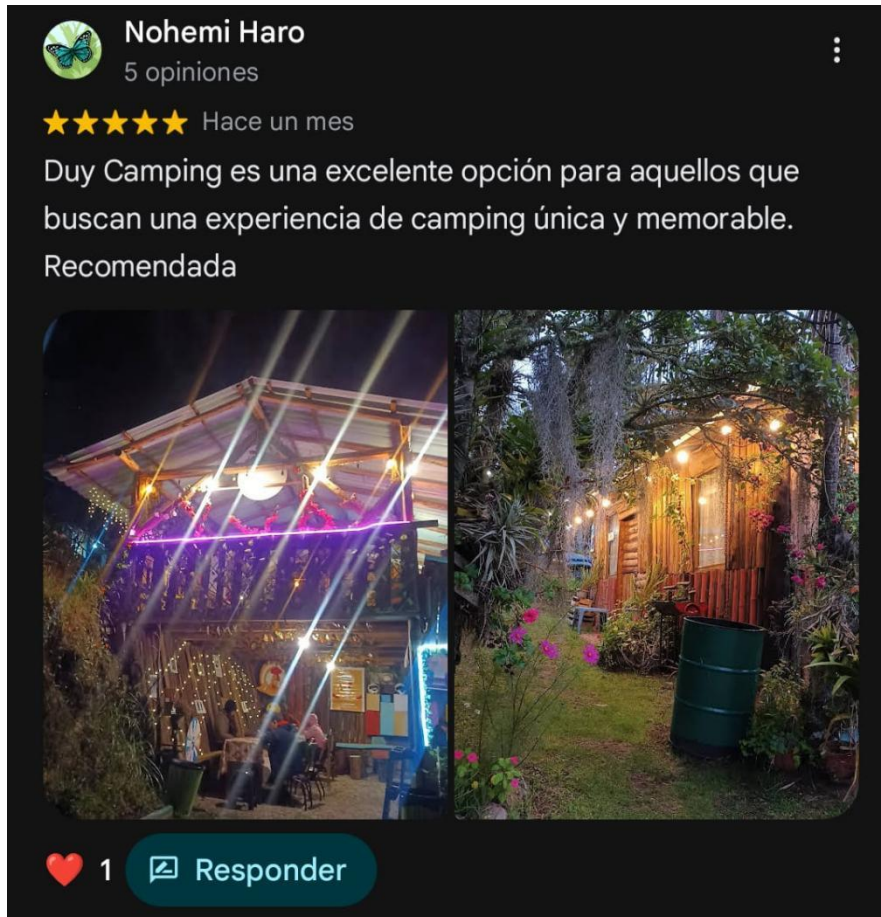 Nohemi Haro
5 opiniones
Hace un mes
Duy Camping es una excelente opción para aquellos que
buscan una experiencia de camping única y memorable.
Recomendada
1
Responder